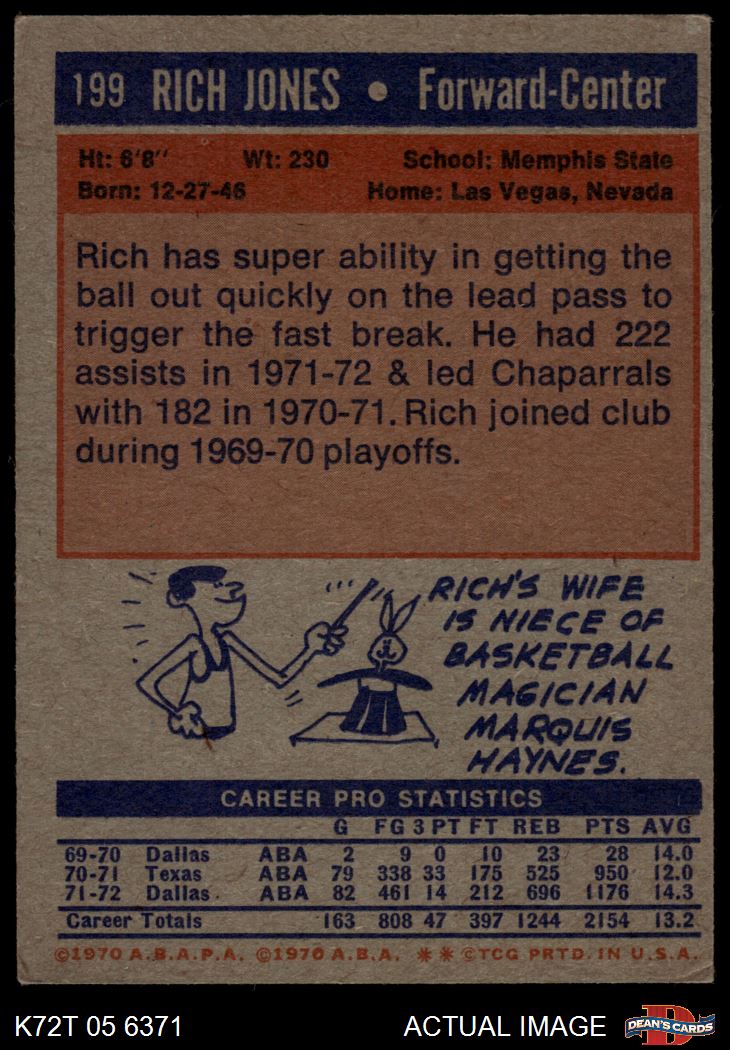 199 RICH JONES • Forward-Center
Ht: 6'8" Wt: 230 School: Memphis State
Born: 12-27-46 Home: Las Vegas, Nevada
Rich has super ability in getting the
ball out quickly on the lead pass to
trigger the fast break. He had 222
assists in 1971-72 & led Chaparrals
with 182 in 1970-71. Rich joined club
during 1969-70 playoffs.
RICH'S WIFE
IS NIECE OF
BASKETBALL
MAGICIAN
MARQUIS
HAYNES.
CAREER PRO STATISTICS
G FG 3 PT FT REB PTS AVG
69-70 Dallas ABA 2 9 0 10 23 28 14.0
70-71 Texas ABA 79 338 33 175 525 950 12.0
71-72 Dallas ABA 82 461 14 212 696 1176 14.3
Career Totals 163 808 47 397 1244 2154 13.2
©1970 A.B.A.P.A. ©1970 A.B.A. ** ©TCG PRTD. IN U.S.A.
K72T 05 6371 ACTUAL IMAGE D DEAN'S CARDS